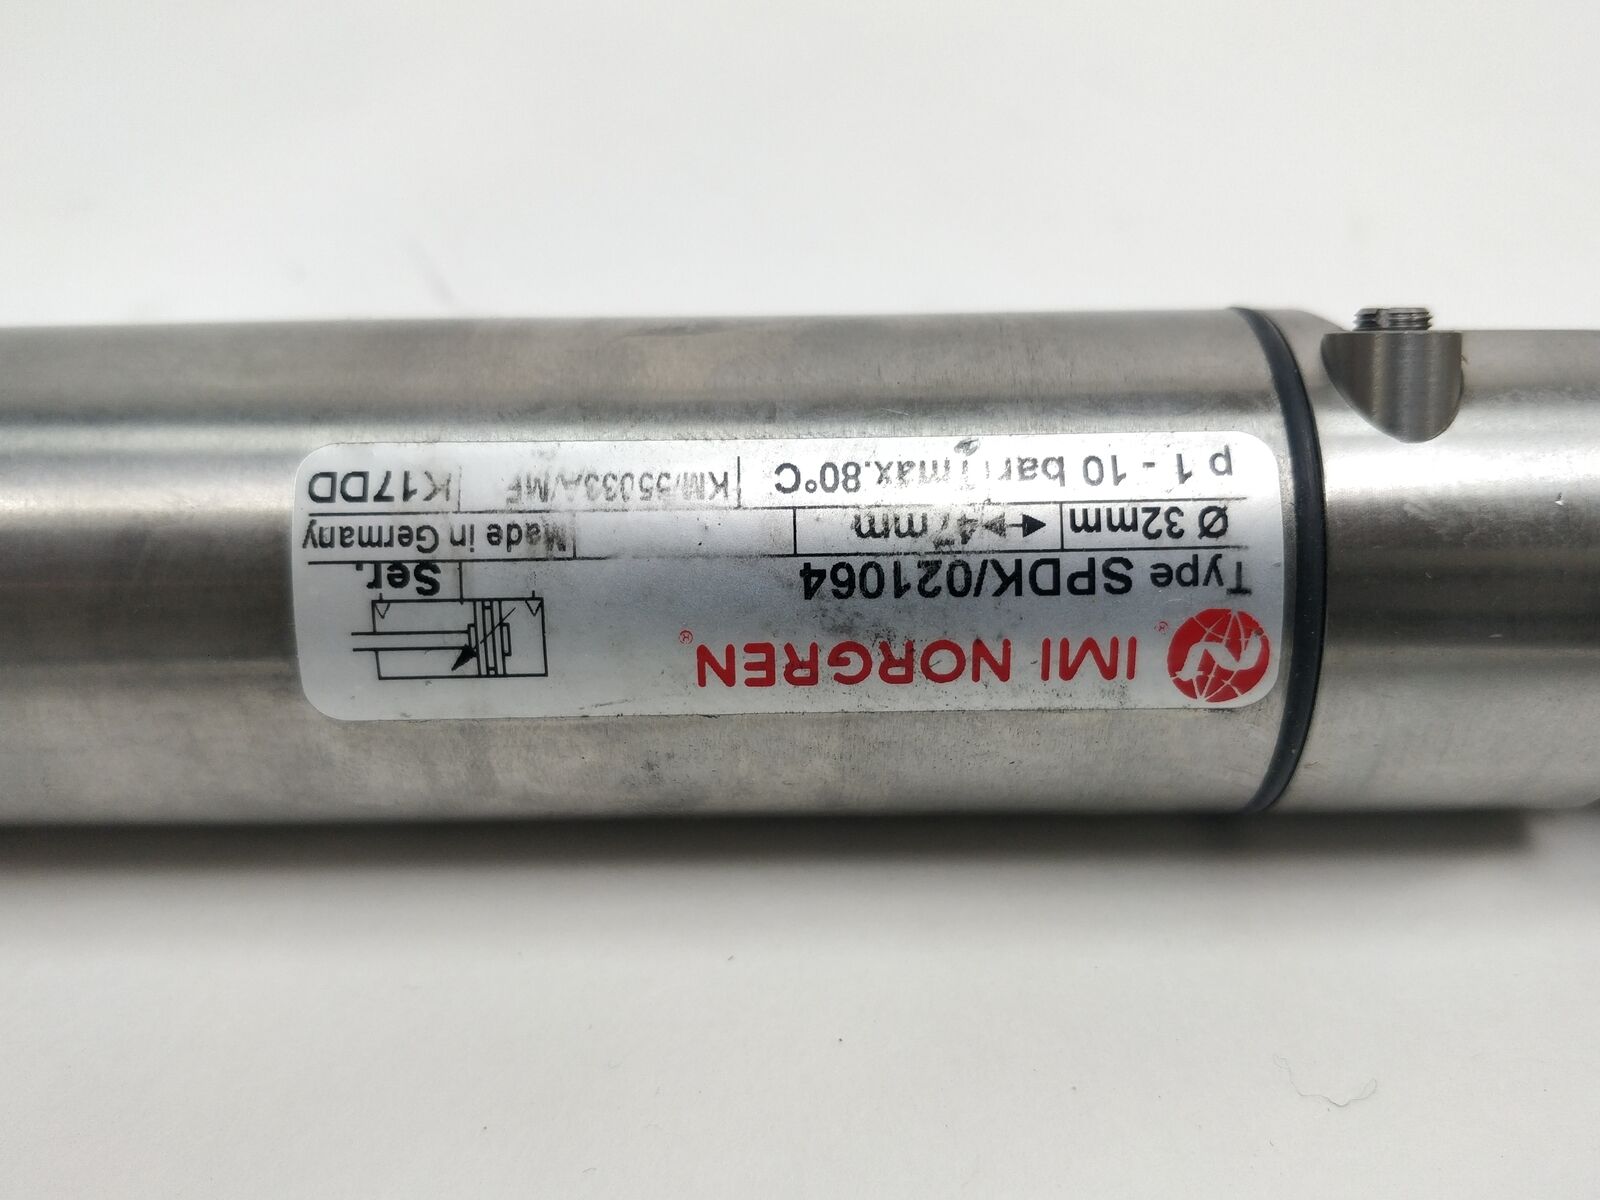 IMI NORGREN®
Type SPDK/021064 Ser.
Ø 32mm 47mm Made in Germany
p 1 - 10 bar Tmax.80°C KM/55033A/MF K17DD